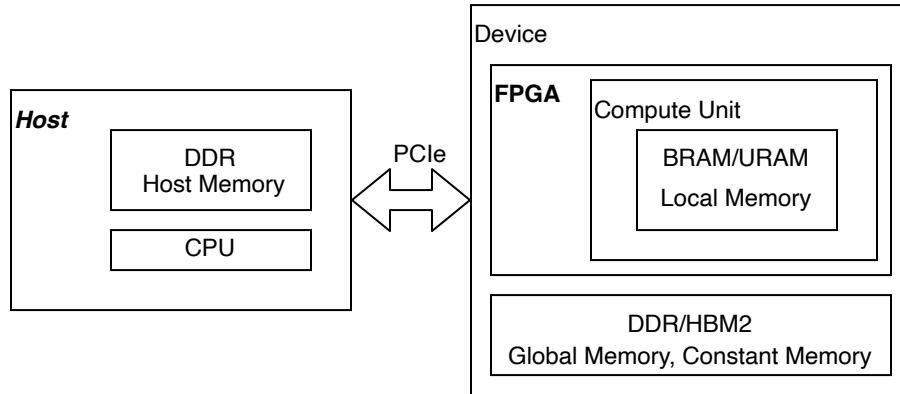 Host
DDR
Host Memory
CPU
PCIe
Device
FPGA
Compute Unit
BRAM/URAM
Local Memory
DDR/HBM2
Global Memory, Constant Memory